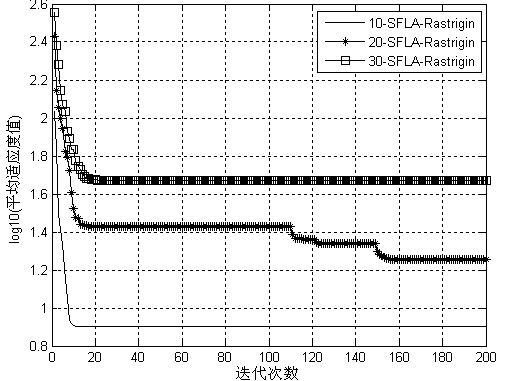 2.6
2.4
2.2
2
1.8
1.6
1.4
1.2
1
0.8
log10(平均适应度值)
10-SFLA-Rastrigin
20-SFLA-Rastrigin
30-SFLA-Rastrigin
0 20 40 60 80 100 120 140 160 180 200
迭代次数